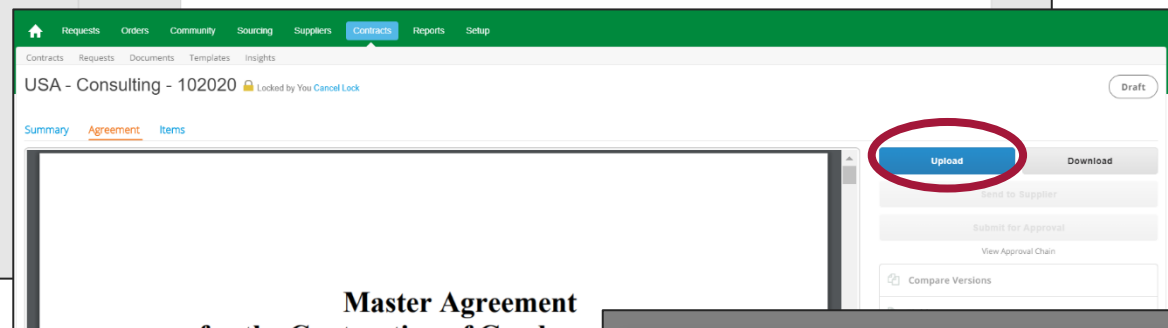 Requests Orders Community Sourcing Suppliers Contracts Reports Setup
Contracts Requests Documents Templates Insights
USA - Consulting - 102020 Locked by You Cancel Lock
Draft
Summary Agreement Items
Upload Download
Send to Supplier
Submit for Approval
View Approval Chain
Compare Versions
Master Agreement